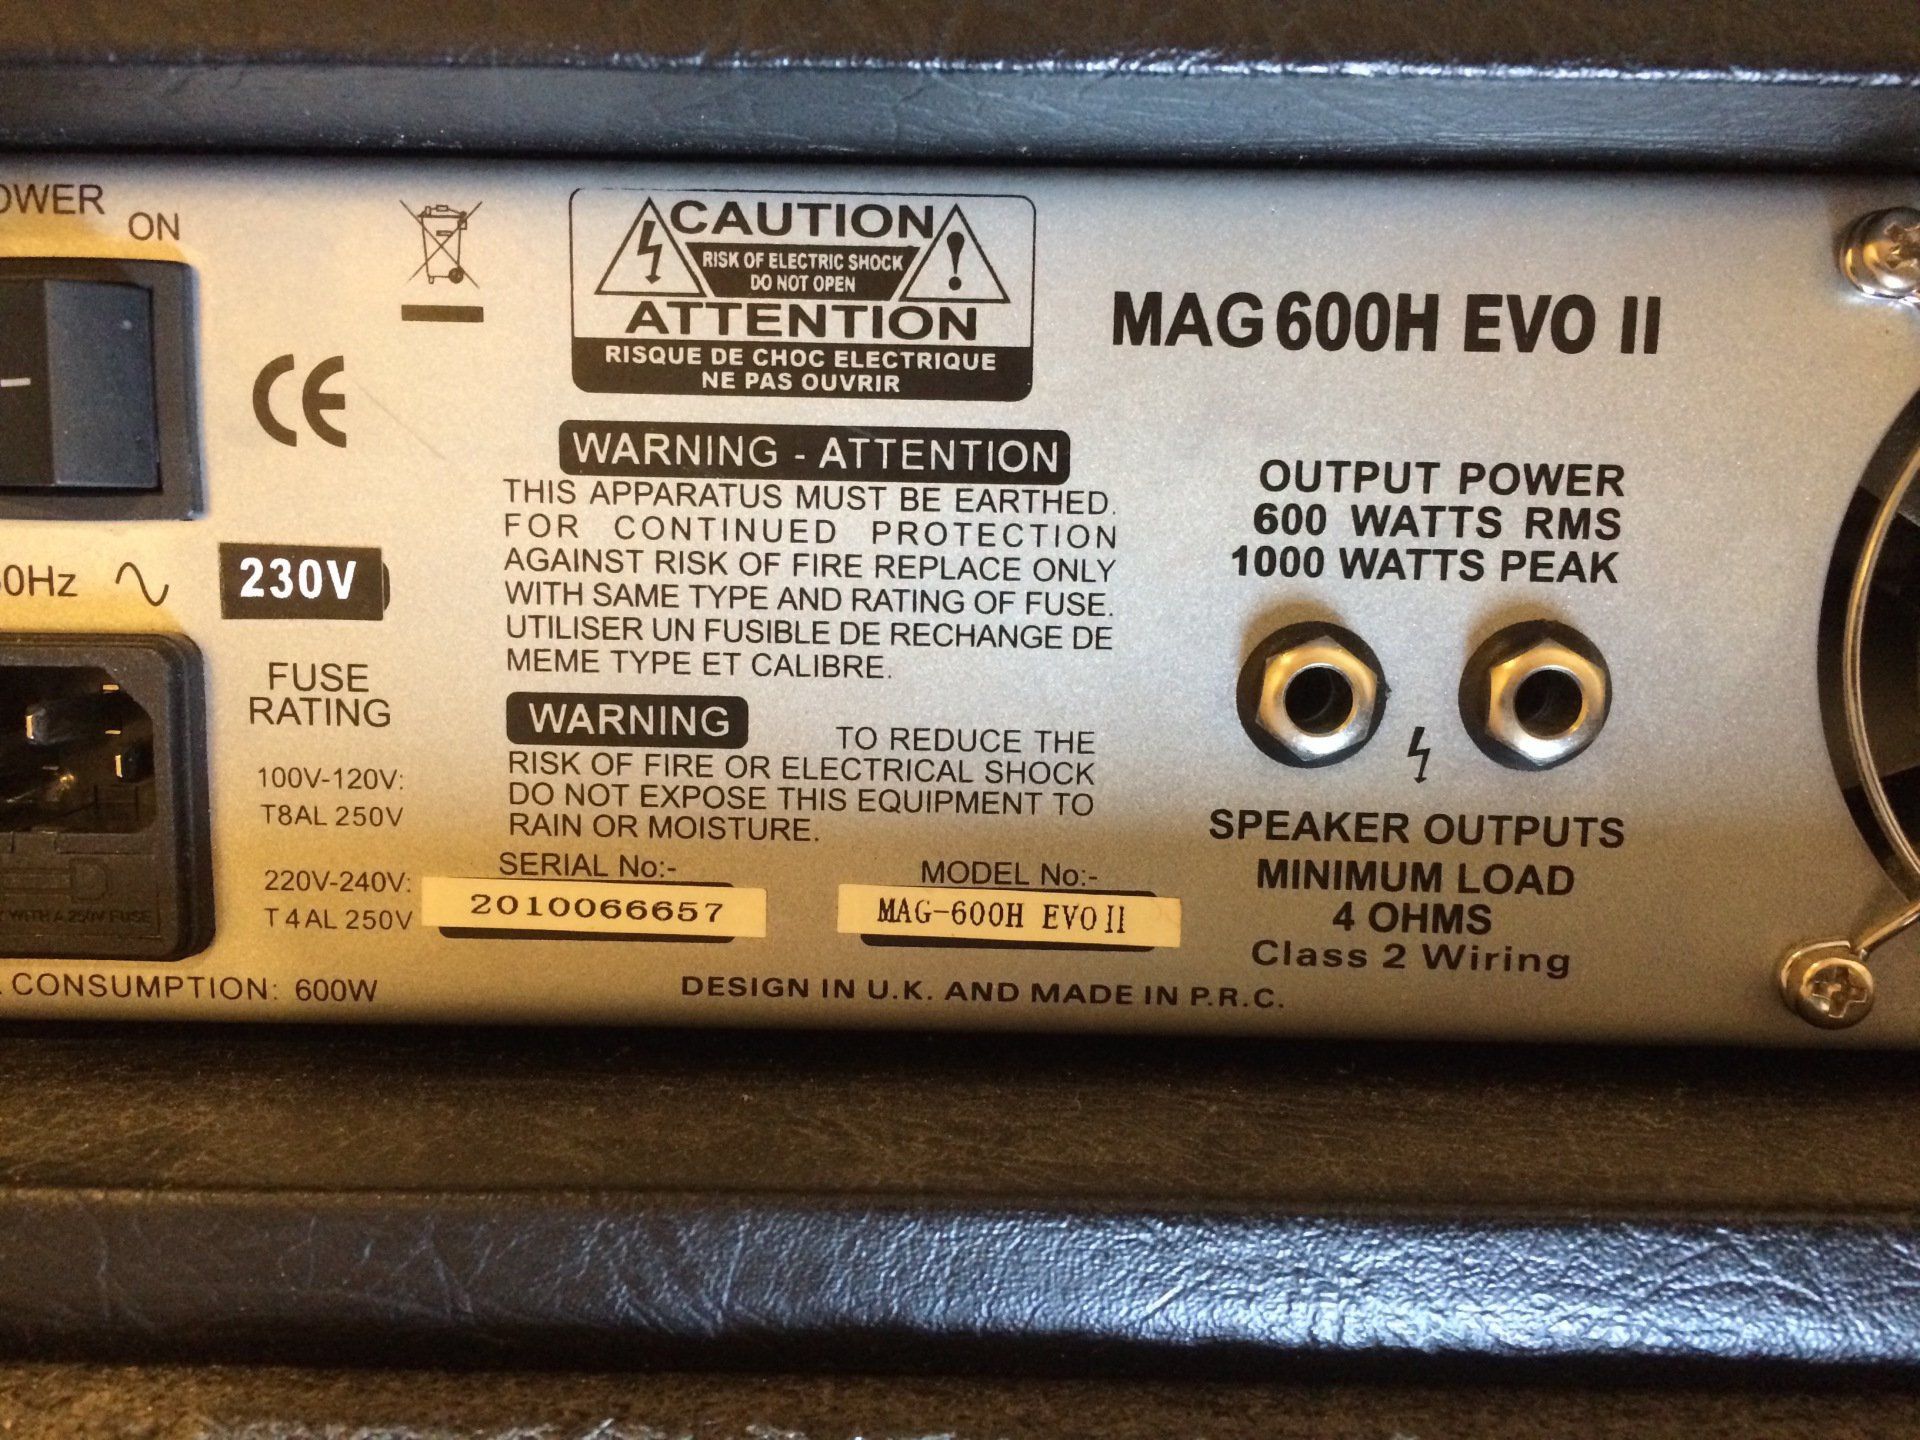 ON
CE
CAUTION
RISK OF ELECTRIC SHOCK
DO NOT OPEN
ATTENTION
RISQUE DE CHOC ELECTRIQUE
NE PAS OUVRIR
MAG600H EVO II
WARNING - ATTENTION
THIS APPARATUS MUST BE EARTHED.
FOR CONTINUED PROTECTION
AGAINST RISK OF FIRE REPLACE ONLY
WITH SAME TYPE AND RATING OF FUSE.
UTILISER UN FUSIBLE DE RECHANGE DE
MEME TYPE ET CALIBRE.
OUTPUT POWER
600 WATTS RMS
1000 WATTS PEAK
0Hz
230V
FUSE
RATING
100V-120V:
T8AL 250V
220V-240V:
T4AL 250V
WITH A 250V FUSE
CONSUMPTION: 600W
WARNING
TO REDUCE THE
RISK OF FIRE OR ELECTRICAL SHOCK
DO NOT EXPOSE THIS EQUIPMENT TO
RAIN OR MOISTURE.
SERIAL No:-
2010066657
MODEL No:-
MAG-600H EVO II
SPEAKER OUTPUTS
MINIMUM LOAD
4 OHMS
Class 2 Wiring
DESIGN IN U.K. AND MADE IN P.R.C.